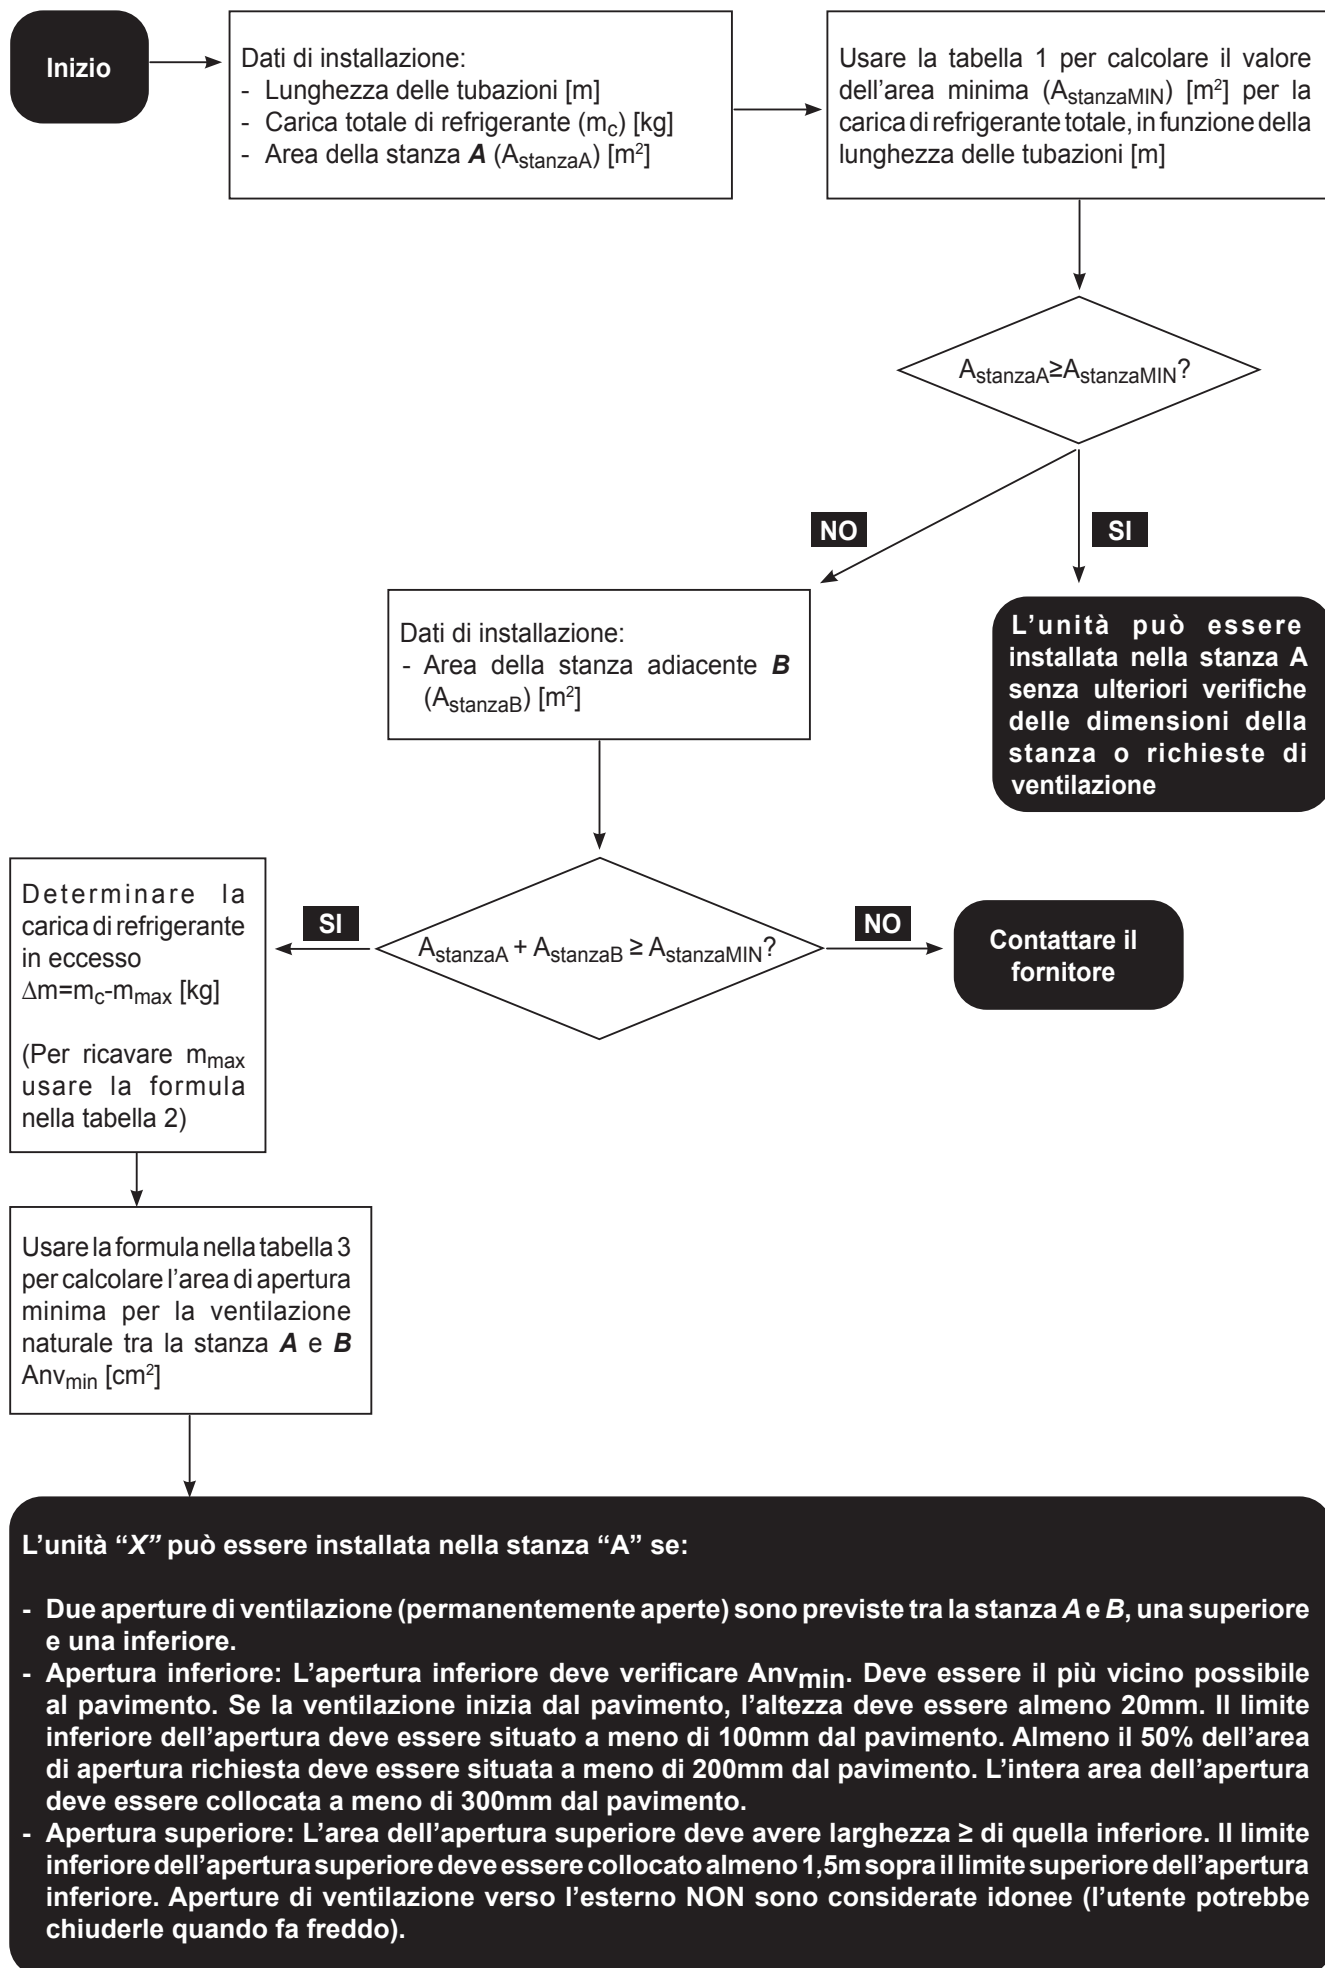 Inizio
Dati di installazione:
- Lunghezza delle tubazioni [m]
- Carica totale di refrigerante (mc) [kg]
- Area della stanza A (AstanzaA) [m²]
Usare la tabella 1 per calcolare il valore
dell'area minima (AstanzaMIN) [m²] per la
carica di refrigerante totale, in funzione della
lunghezza delle tubazioni [m]
AstanzaA≥AstanzaMIN?
NO
SI
Dati di installazione:
- Area della stanza adiacente B
(AstanzaB) [m²]
L'unità può essere
installata nella stanza A
senza ulteriori verifiche
delle dimensioni della
stanza o richieste di
ventilazione
Determinare la
carica di refrigerante
in eccesso
Δm=mc-mmax [kg]
(Per ricavare mmax
usare la formula
nella tabella 2)
SI
AstanzaA + AstanzaB ≥ AstanzaMIN?
NO
Contattare il
fornitore
Usare la formula nella tabella 3
per calcolare l'area di apertura
minima per la ventilazione
naturale tra la stanza A e B
Anvmin [cm²]
L'unità "X" può essere installata nella stanza "A" se:
- Due aperture di ventilazione (permanentemente aperte) sono previste tra la stanza A e B, una superiore
e una inferiore.
- Apertura inferiore: L'apertura inferiore deve verificare Anvmin. Deve essere il più vicino possibile
al pavimento. Se la ventilazione inizia dal pavimento, l'altezza deve essere almeno 20mm. Il limite
inferiore dell'apertura deve essere situato a meno di 100mm dal pavimento. Almeno il 50% dell'area
di apertura richiesta deve essere situata a meno di 200mm dal pavimento. L'intera area dell'apertura
deve essere collocata a meno di 300mm dal pavimento.
- Apertura superiore: L'area dell'apertura superiore deve avere larghezza ≥ di quella inferiore. Il limite
inferiore dell'apertura superiore deve essere collocato almeno 1,5m sopra il limite superiore dell'apertura
inferiore. Aperture di ventilazione verso l'esterno NON sono considerate idonee (l'utente potrebbe
chiuderle quando fa freddo).